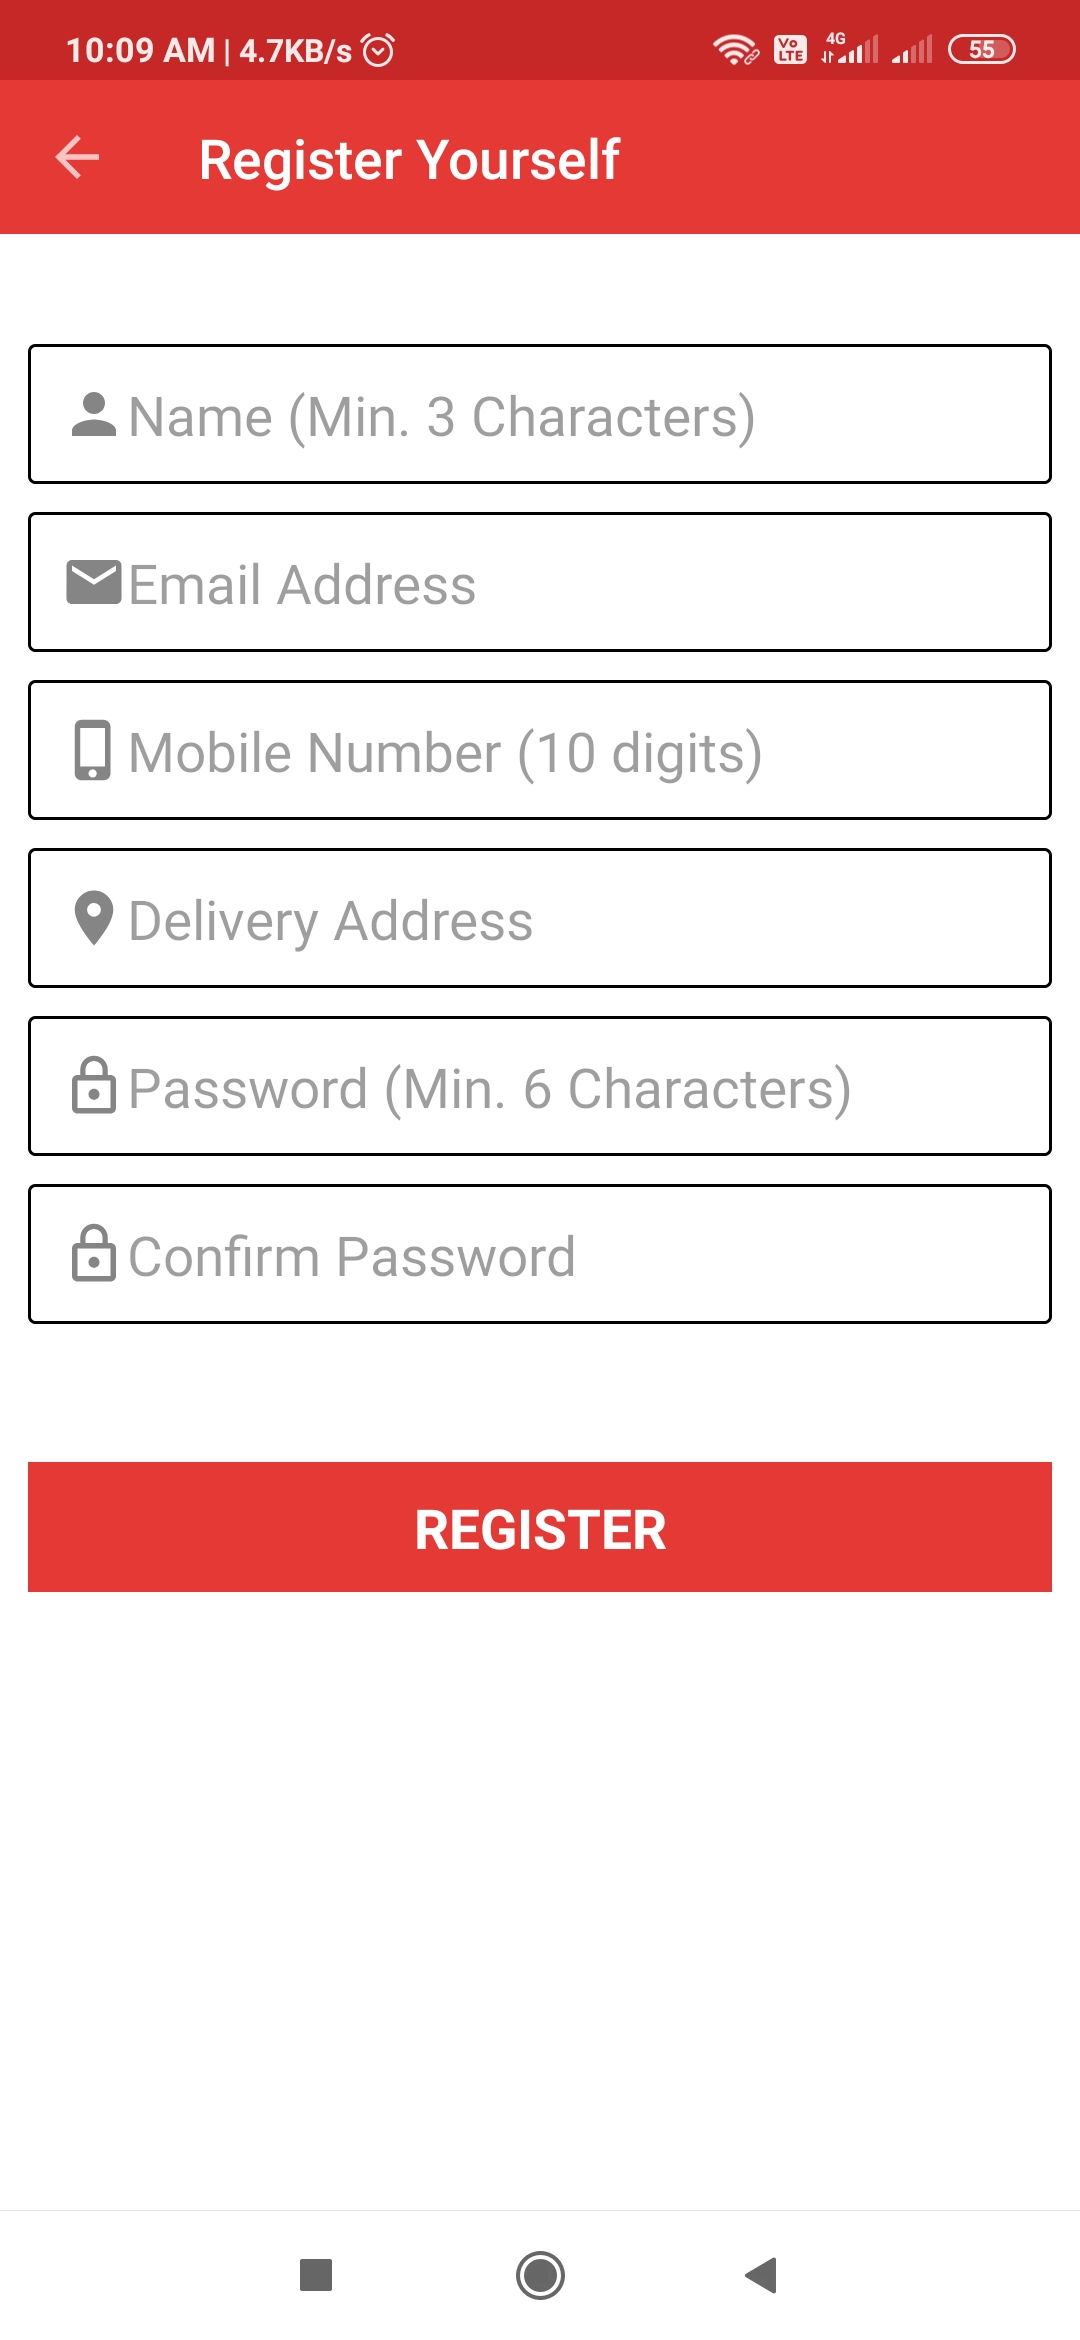 10:09 AM | 4.7KB/s Vo LTE 4G 55
Register Yourself
Name (Min. 3 Characters)
Email Address
Mobile Number (10 digits)
Delivery Address
Password (Min. 6 Characters)
Confirm Password
REGISTER